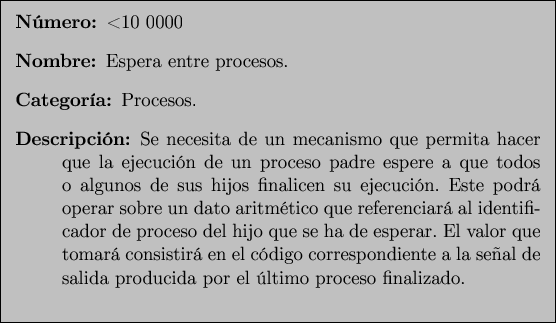 Número: <10 0000
Nombre: Espera entre procesos.
Categoría: Procesos.
Descripción: Se necesita de un mecanismo que permita hacer
que la ejecución de un proceso padre espere a que todos
o algunos de sus hijos finalicen su ejecución. Este podrá
operar sobre un dato aritmético que referenciará al identifi-
cador de proceso del hijo que se ha de esperar. El valor que
tomará consistirá en el código correspondiente a la señal de
salida producida por el último proceso finalizado.